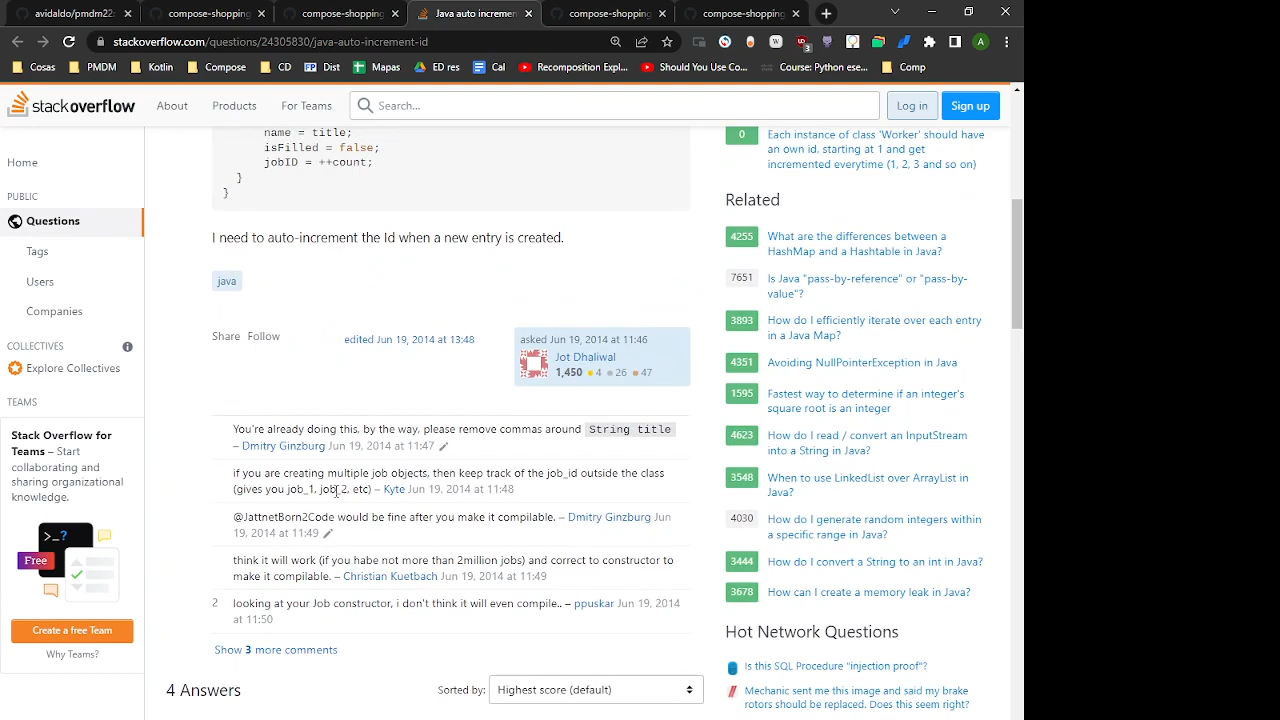 avidaldo/pmdm22:
compose-shopping
compose-shopping
Java auto incremen
compose-shopping
compose-shopping
stackoverflow.com/questions/24305830/java-auto-increment-id
3
A
Cosas
PMDM
Kotlin
Compose
CD
Dist
Mapas
ED res
Cal
Recomposition Expl...
Should You Use Co...
Course: Python ese...
Comp
stackoverflow
About
Products
For Teams
Search...
Log in
Sign up
Home
PUBLIC
Questions
Tags
Users
Companies
COLLECTIVES
Explore Collectives
TEAMS
Stack Overflow for
Teams – Start
collaborating and
sharing organizational
knowledge.
>_?
Free
Create a free Team
Why Teams?
name = title;
isFilled = false;
jobID = ++count;
}
}
I need to auto-increment the Id when a new entry is created.
java
Share Follow
edited Jun 19, 2014 at 13:48
asked Jun 19, 2014 at 11:46
Jot Dhaliwal
1,450 4 26 47
You're already doing this. by the way, please remove commas around String title
– Dmitry Ginzburg Jun 19, 2014 at 11:47
if you are creating multiple job objects, then keep track of the job_id outside the class
(gives you job_1, job_2, etc) – Kyte Jun 19, 2014 at 11:48
@JattnetBorn2Code would be fine after you make it compilable. – Dmitry Ginzburg Jun
19, 2014 at 11:49
think it will work (if you habe not more than 2million jobs) and correct to constructor to
make it compilable. – Christian Kuetbach Jun 19, 2014 at 11:49
2 looking at your Job constructor, i don't think it will even compile.. – ppuskar Jun 19, 2014
at 11:50
Show 3 more comments
4 Answers
Sorted by:
Highest score (default)
0 Each instance of class 'Worker' should have
an own id, starting at 1 and get
incremented everytime (1, 2, 3 and so on)
Related
4255 What are the differences between a
HashMap and a Hashtable in Java?
7651 Is Java "pass-by-reference" or "pass-by-
value"?
3893 How do I efficiently iterate over each entry
in a Java Map?
4351 Avoiding NullPointerException in Java
1595 Fastest way to determine if an integer's
square root is an integer
4623 How do I read / convert an InputStream
into a String in Java?
3548 When to use LinkedList over ArrayList in
Java?
4030 How do I generate random integers within
a specific range in Java?
3444 How do I convert a String to an int in Java?
3678 How can I create a memory leak in Java?
Hot Network Questions
Is this SQL Procedure "injection proof"?
Mechanic sent me this image and said my brake
rotors should be replaced. Does this seem right?